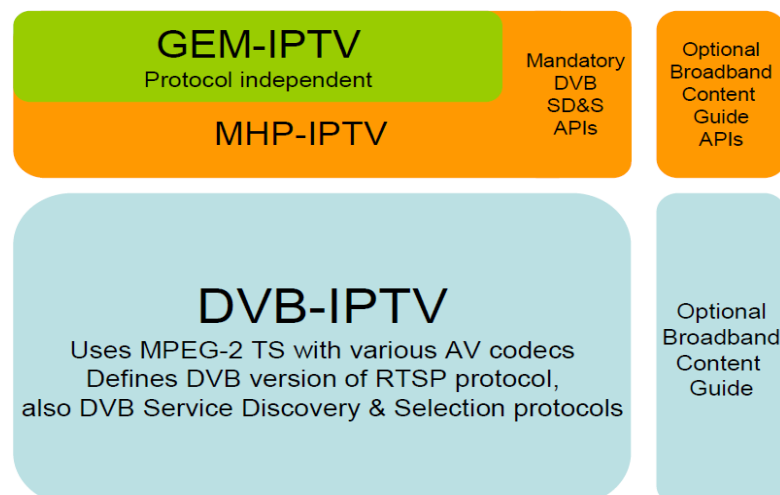 GEM-IPTV
Protocol independent
MHP-IPTV
Mandatory
DVB
SD&S
APIs
Optional
Broadband
Content
Guide
APIs
DVB-IPTV
Uses MPEG-2 TS with various AV codecs
Defines DVB version of RTSP protocol,
also DVB Service Discovery & Selection protocols
Optional
Broadband
Content
Guide